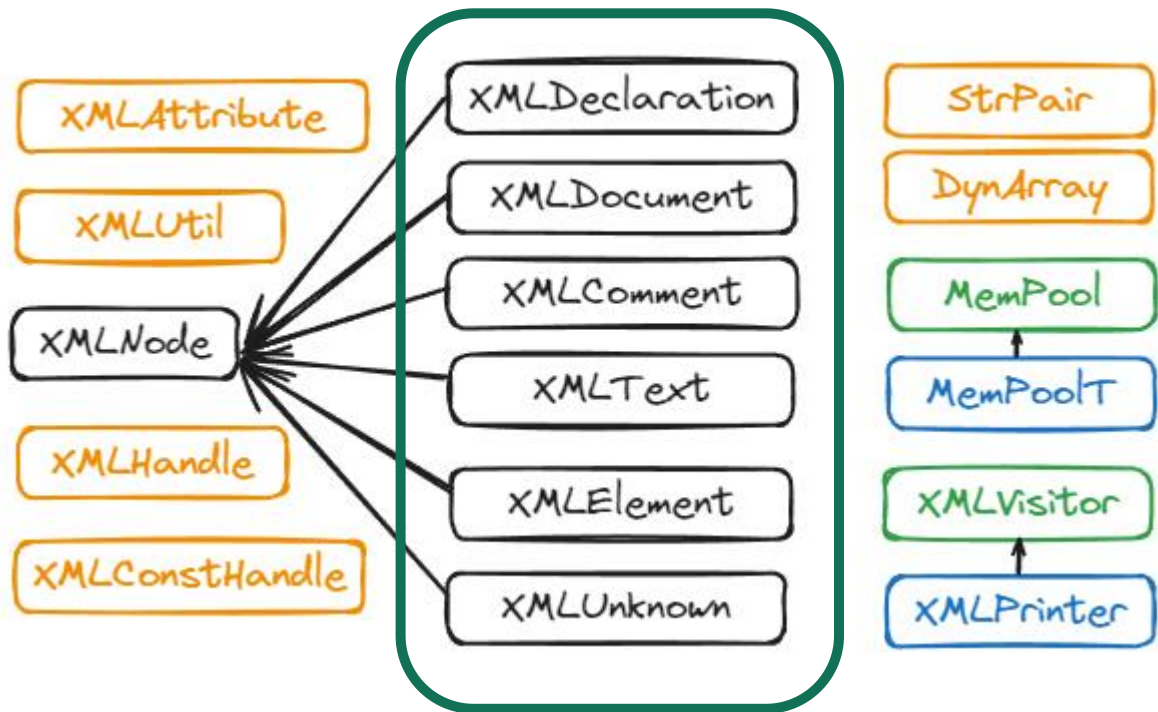 XMLAttribute
XMLUtil
XMLNode
XMLHandle
XMLConstHandle
XMLDeclaration
XMLDocument
XMLComment
XMLText
XMLElement
XMLUnknown
StrPair
DynArray
MemPool
MemPoolT
XMLVisitor
XMLPrinter